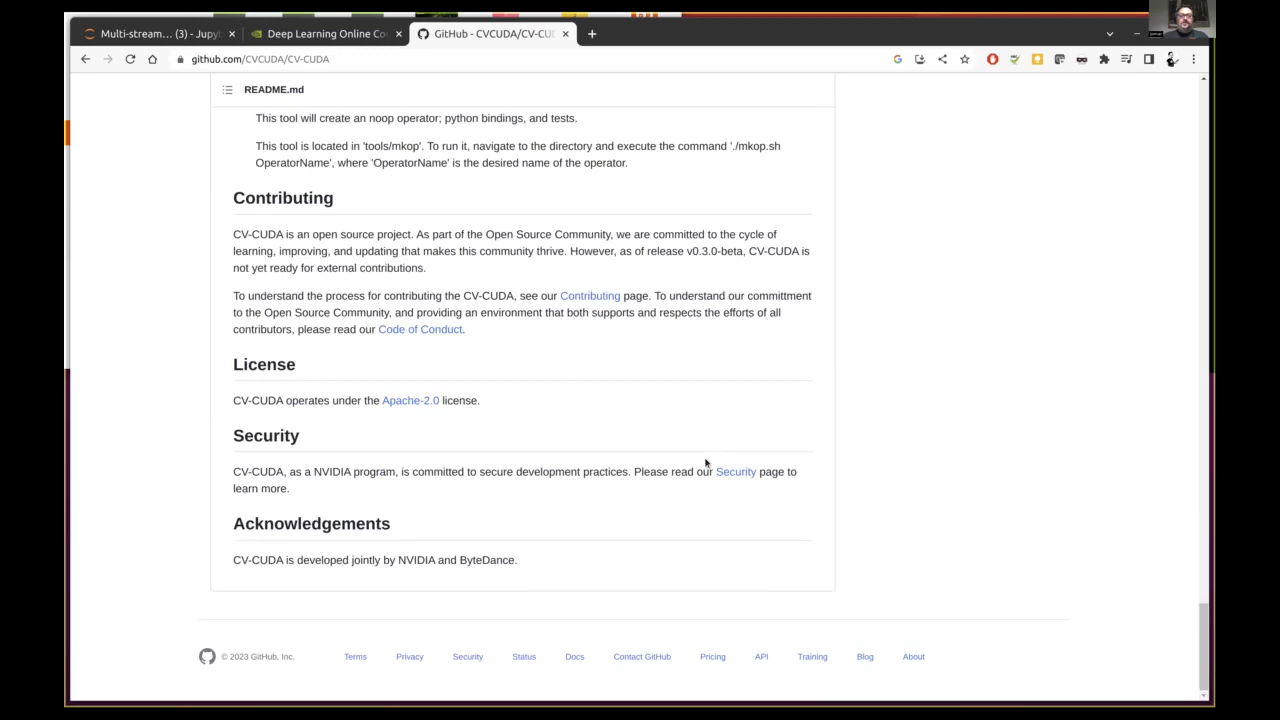 Multi-stream… (3) - Jupyt
Deep Learning Online Co
GitHub - CVCUDA/CV-CU
github.com/CVCUDA/CV-CUDA
README.md
This tool will create an noop operator; python bindings, and tests.
This tool is located in 'tools/mkop'. To run it, navigate to the directory and execute the command './mkop.sh
OperatorName', where 'OperatorName' is the desired name of the operator.
Contributing
CV-CUDA is an open source project. As part of the Open Source Community, we are committed to the cycle of
learning, improving, and updating that makes this community thrive. However, as of release v0.3.0-beta, CV-CUDA is
not yet ready for external contributions.
To understand the process for contributing the CV-CUDA, see our Contributing page. To understand our committment
to the Open Source Community, and providing an environment that both supports and respects the efforts of all
contributors, please read our Code of Conduct.
License
CV-CUDA operates under the Apache-2.0 license.
Security
CV-CUDA, as a NVIDIA program, is committed to secure development practices. Please read our Security page to
learn more.
Acknowledgements
CV-CUDA is developed jointly by NVIDIA and ByteDance.
© 2023 GitHub, Inc.
Terms
Privacy
Security
Status
Docs
Contact GitHub
Pricing
API
Training
Blog
About